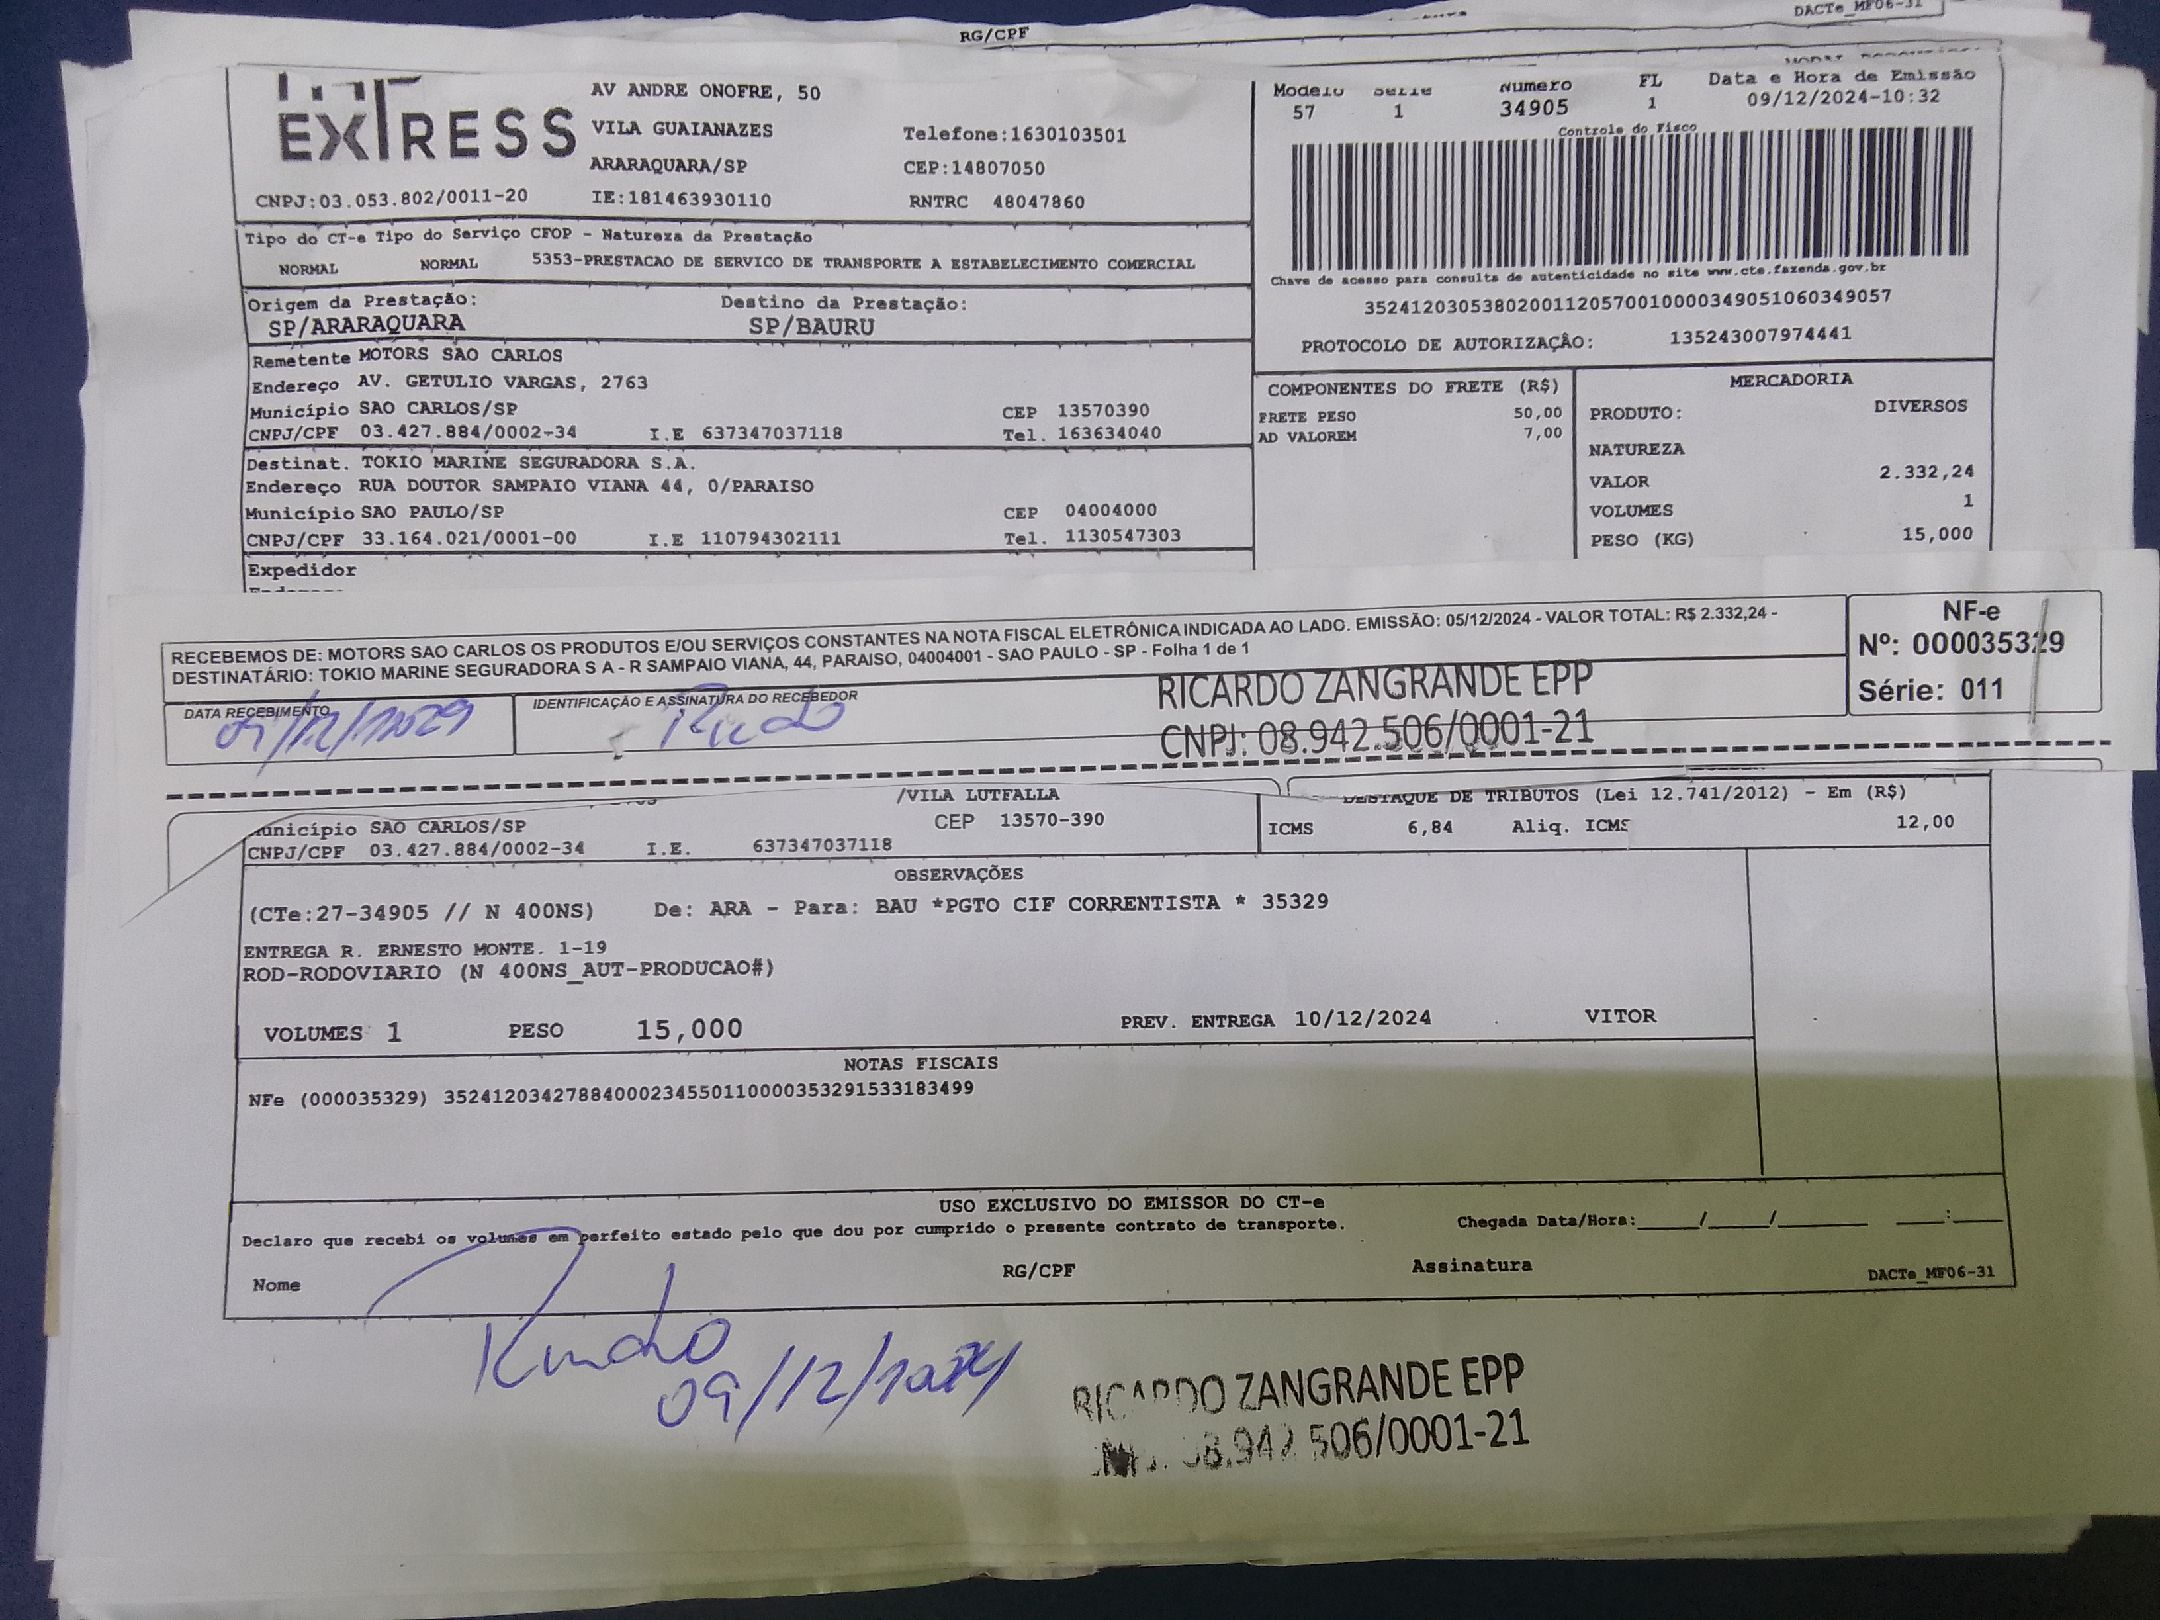 RG/CPF
DACTe_MF06-31
EXTRESS
AV ANDRE ONOFRE, 50
VILA GUAIANAZES
Telefone:1630103501
ARARAQUARA/SP
CEP:14807050
CNPJ:03.053.802/0011-20
IE:181463930110
RNTRC 48047860
Modelo Serie Numero FL Data e Hora de Emissão
57 1 34905 1 09/12/2024-10:32
Controle do Fisco
Chave de acesso para consulta de autenticidade no site www.cte.fazenda.gov.br
35241203053802001120570010000349051060349057
PROTOCOLO DE AUTORIZAÇÃO: 135243007974441
Tipo do CT-e Tipo do Serviço CFOP - Natureza da Prestação
NORMAL NORMAL 5353-PRESTACAO DE SERVICO DE TRANSPORTE A ESTABELECIMENTO COMERCIAL
Origem da Prestação: Destino da Prestação:
SP/ARARAQUARA SP/BAURU
Remetente MOTORS SAO CARLOS
Endereço AV. GETULIO VARGAS, 2763
Município SAO CARLOS/SP CEP 13570390
CNPJ/CPF 03.427.884/0002-34 I.E 637347037118 Tel. 163634040
Destinat. TOKIO MARINE SEGURADORA S.A.
Endereço RUA DOUTOR SAMPAIO VIANA 44, 0/PARAISO
Município SAO PAULO/SP CEP 04004000
CNPJ/CPF 33.164.021/0001-00 I.E 110794302111 Tel. 1130547303
Expedidor
COMPONENTES DO FRETE (R$)
FRETE PESO 50,00
AD VALOREM 7,00
MERCADORIA
PRODUTO: DIVERSOS
NATUREZA
VALOR 2.332,24
VOLUMES 1
PESO (KG) 15,000
RECEBEMOS DE: MOTORS SAO CARLOS OS PRODUTOS E/OU SERVIÇOS CONSTANTES NA NOTA FISCAL ELETRÔNICA INDICADA AO LADO. EMISSÃO: 05/12/2024 - VALOR TOTAL: R$ 2.332,24 -
DESTINATÁRIO: TOKIO MARINE SEGURADORA S A - R SAMPAIO VIANA, 44, PARAISO, 04004001 - SAO PAULO - SP - Folha 1 de 1
NF-e
Nº: 000035329
Série: 011
DATA RECEBIMENTO
IDENTIFICAÇÃO E ASSINATURA DO RECEBEDOR
RICARDO ZANGRANDE EPP
CNPJ: 08.942.506/0001-21
/VILA LUTFALLA
Município SAO CARLOS/SP CEP 13570-390
CNPJ/CPF 03.427.884/0002-34 I.E. 637347037118
DESTAQUE DE TRIBUTOS (Lei 12.741/2012) - Em (R$)
ICMS 6,84 Aliq. ICMS 12,00
OBSERVAÇÕES
(CTe:27-34905 // N 400NS) De: ARA - Para: BAU *PGTO CIF CORRENTISTA * 35329
ENTREGA R. ERNESTO MONTE. 1-19
ROD-RODOVIARIO (N 400NS_AUT-PRODUCAO#)
VOLUMES 1 PESO 15,000 PREV. ENTREGA 10/12/2024 VITOR
NOTAS FISCAIS
NFe (000035329) 35241203427884000234550110000353291533183499
USO EXCLUSIVO DO EMISSOR DO CT-e
Declaro que recebi os volumes em perfeito estado pelo que dou por cumprido o presente contrato de transporte. Chegada Data/Hora:____/____/______ ___:___
Nome RG/CPF Assinatura DACTe_MF06-31
09/12/2024
RICARDO ZANGRANDE EPP
08.942.506/0001-21